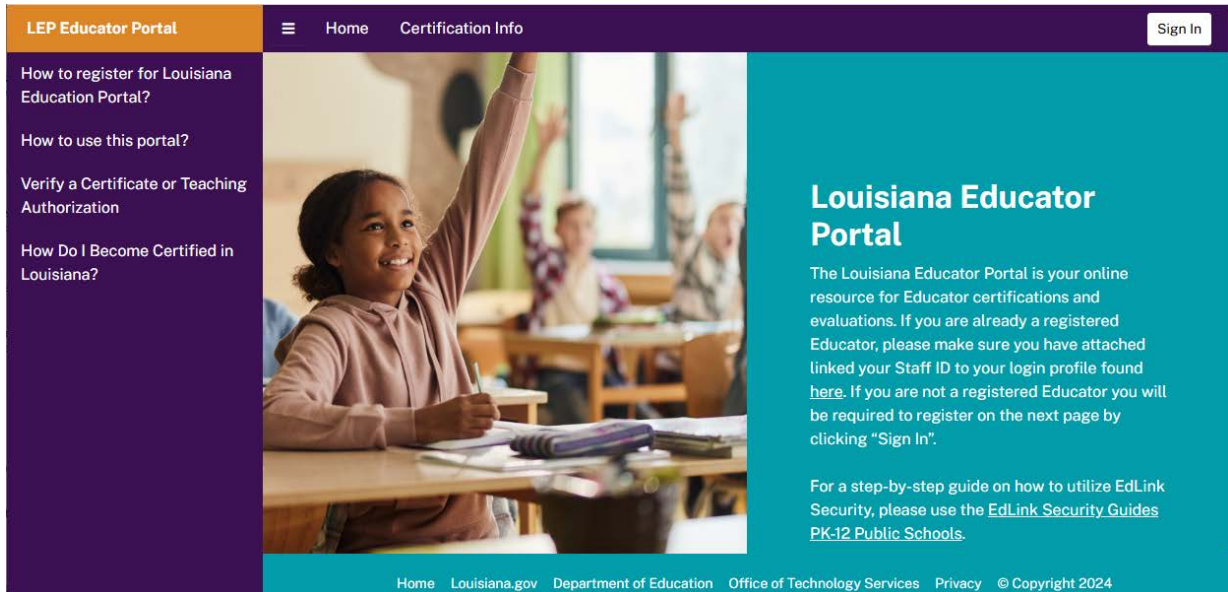 LEP Educator Portal
Home Certification Info
Sign In
How to register for Louisiana
Education Portal?
How to use this portal?
Verify a Certificate or Teaching
Authorization
How Do I Become Certified in
Louisiana?
Louisiana Educator
Portal
The Louisiana Educator Portal is your online
resource for Educator certifications and
evaluations. If you are already a registered
Educator, please make sure you have attached
linked your Staff ID to your login profile found
here. If you are not a registered Educator you will
be required to register on the next page by
clicking “Sign In”.
For a step-by-step guide on how to utilize EdLink
Security, please use the EdLink Security Guides
PK-12 Public Schools.
Home Louisiana.gov Department of Education Office of Technology Services Privacy © Copyright 2024